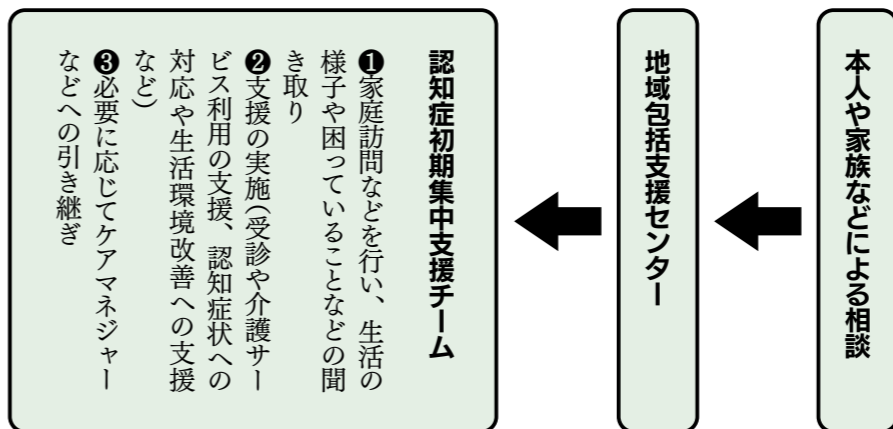 本人や家族などによる相談
地域包括支援センター
認知症初期集中支援チーム
❶家庭訪問などを行い、生活の
様子や困っていることなどの聞
き取り
❷支援の実施(受診や介護サー
ビス利用の支援、認知症状への
対応や生活環境改善への支援
など)
❸必要に応じてケアマネジャー
などへの引き継ぎ